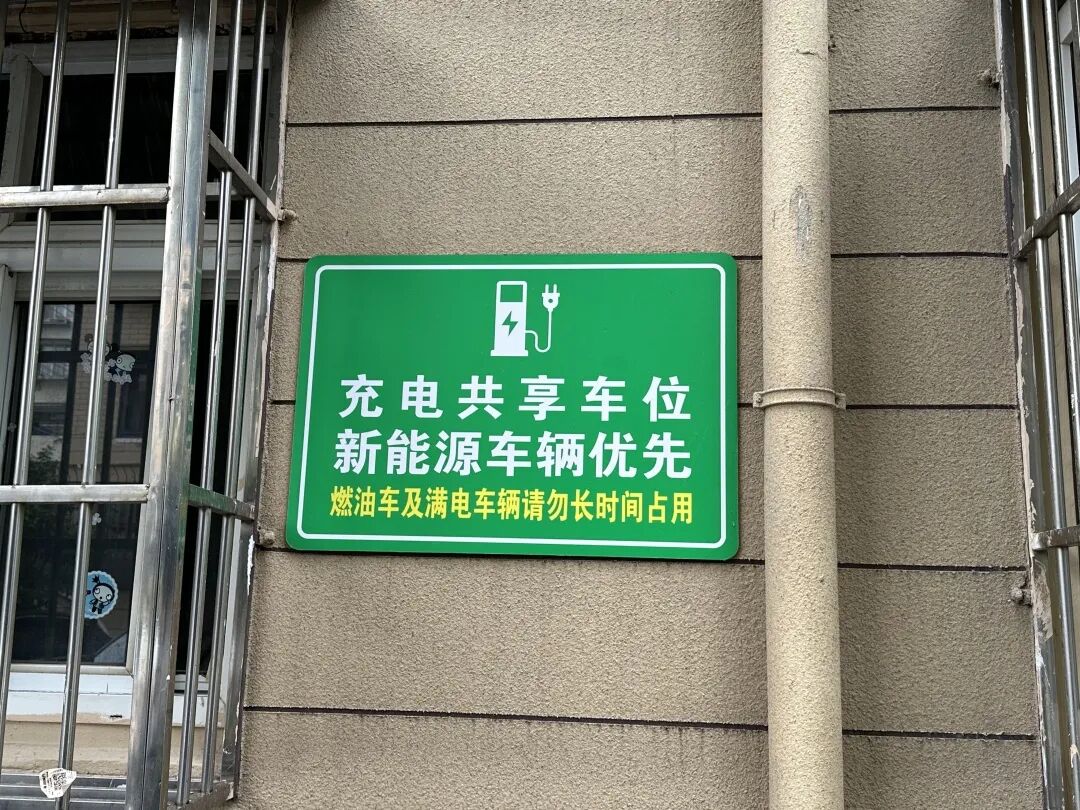 充电共享车位
新能源车辆优先
燃油车及满电车辆请勿长时间占用